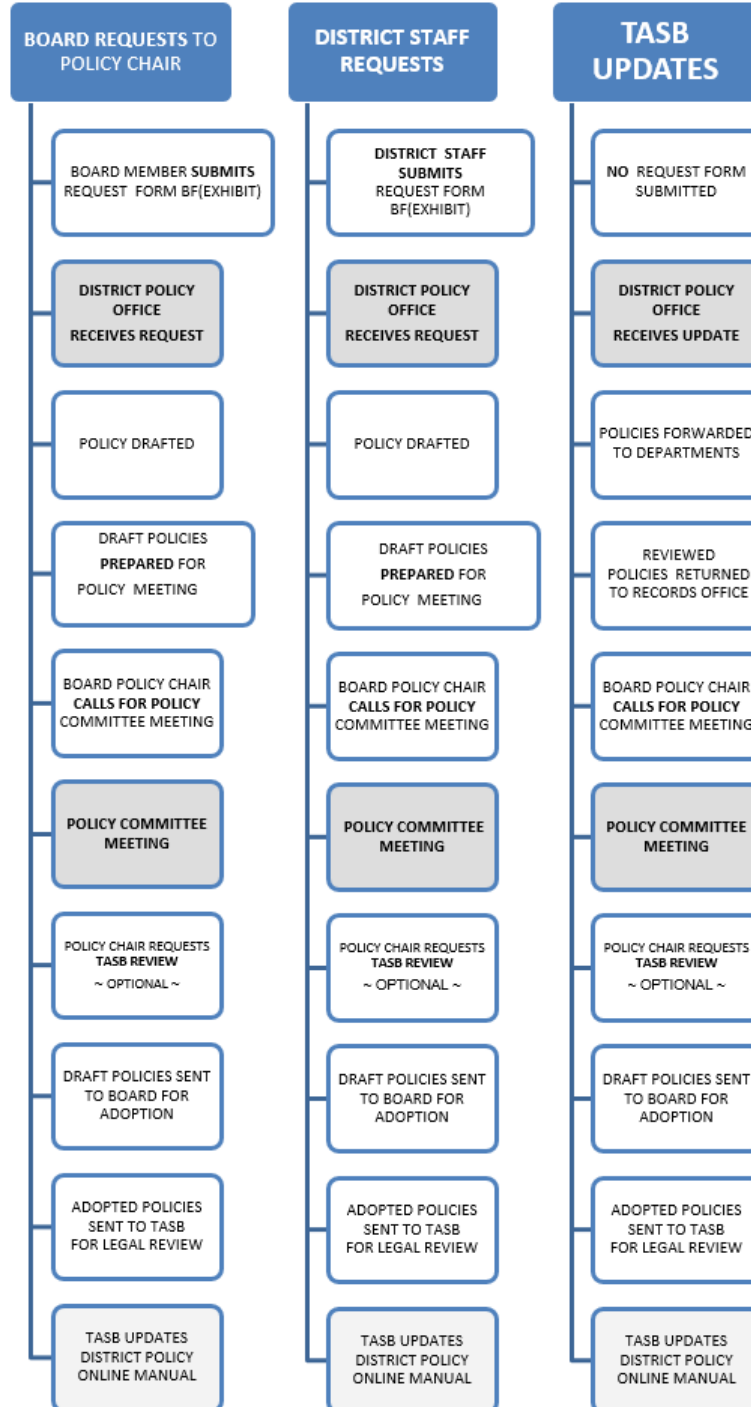 BOARD REQUESTS TO
POLICY CHAIR
BOARD MEMBER SUBMITS
REQUEST FORM BF(EXHIBIT)
DISTRICT POLICY
OFFICE
RECEIVES REQUEST
POLICY DRAFTED
DRAFT POLICIES
PREPARED FOR
POLICY MEETING
BOARD POLICY CHAIR
CALLS FOR POLICY
COMMITTEE MEETING
POLICY COMMITTEE
MEETING
POLICY CHAIR REQUESTS
TASB REVIEW
~ OPTIONAL ~
DRAFT POLICIES SENT
TO BOARD FOR
ADOPTION
ADOPTED POLICIES
SENT TO TASB
FOR LEGAL REVIEW
TASB UPDATES
DISTRICT POLICY
ONLINE MANUAL
DISTRICT STAFF
REQUESTS
DISTRICT STAFF
SUBMITS
REQUEST FORM
BF(EXHIBIT)
DISTRICT POLICY
OFFICE
RECEIVES REQUEST
POLICY DRAFTED
DRAFT POLICIES
PREPARED FOR
POLICY MEETING
BOARD POLICY CHAIR
CALLS FOR POLICY
COMMITTEE MEETING
POLICY COMMITTEE
MEETING
POLICY CHAIR REQUESTS
TASB REVIEW
~ OPTIONAL ~
DRAFT POLICIES SENT
TO BOARD FOR
ADOPTION
ADOPTED POLICIES
SENT TO TASB
FOR LEGAL REVIEW
TASB UPDATES
DISTRICT POLICY
ONLINE MANUAL
TASB
UPDATES
NO REQUEST FORM
SUBMITTED
DISTRICT POLICY
OFFICE
RECEIVES UPDATE
POLICIES FORWARDED
TO DEPARTMENTS
REVIEWED
POLICIES RETURNED
TO RECORDS OFFICE
BOARD POLICY CHAIR
CALLS FOR POLICY
COMMITTEE MEETING
POLICY COMMITTEE
MEETING
POLICY CHAIR REQUESTS
TASB REVIEW
~ OPTIONAL ~
DRAFT POLICIES SENT
TO BOARD FOR
ADOPTION
ADOPTED POLICIES
SENT TO TASB
FOR LEGAL REVIEW
TASB UPDATES
DISTRICT POLICY
ONLINE MANUAL